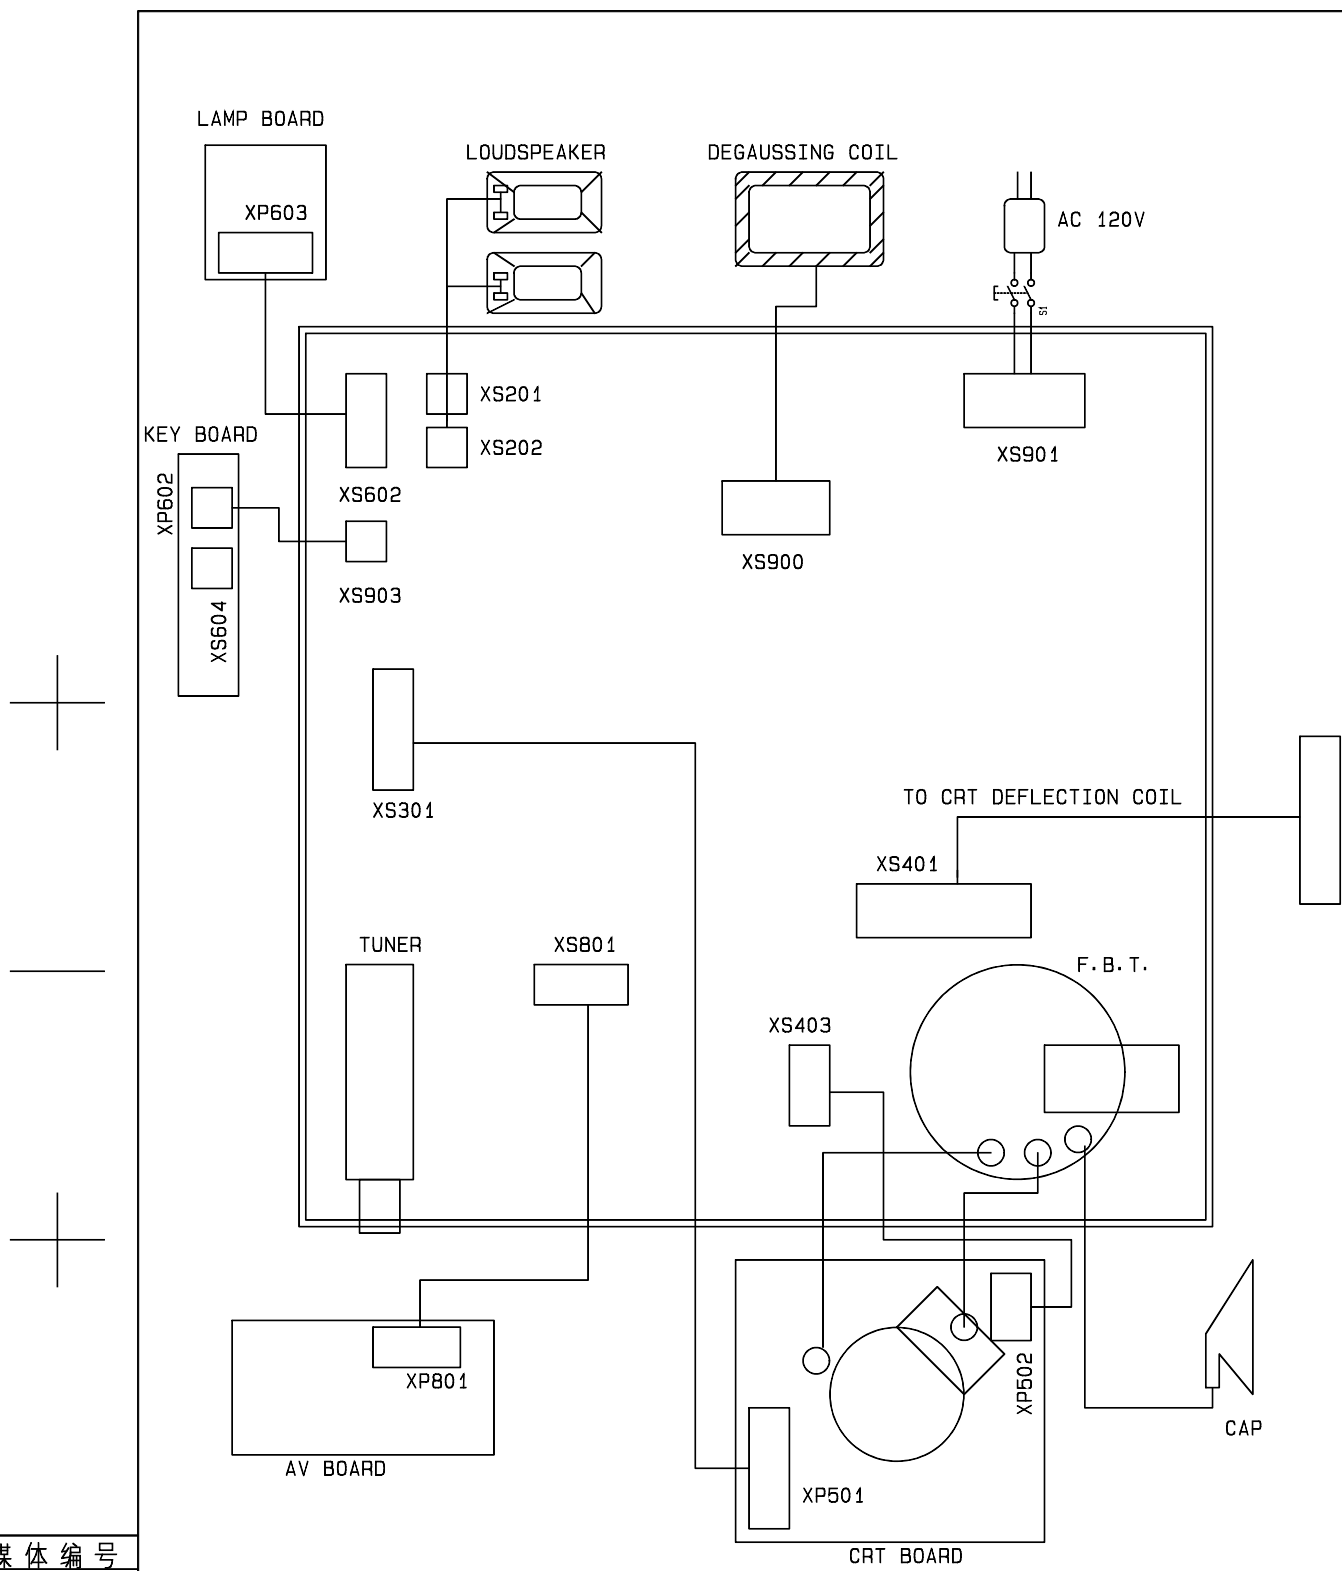 LAMP BOARD
LOUDSPEAKER
DEGAUSSING COIL
XP603
AC 120V
S1
XS201
KEY BOARD
XS202
XS901
XP602
XS602
XS900
XS903
XS604
TO CRT DEFLECTION COIL
XS301
XS401
TUNER
XS801
F.B.T.
XS403
XP801
XP502
CAP
AV BOARD
XP501
CRT BOARD
媒体编号